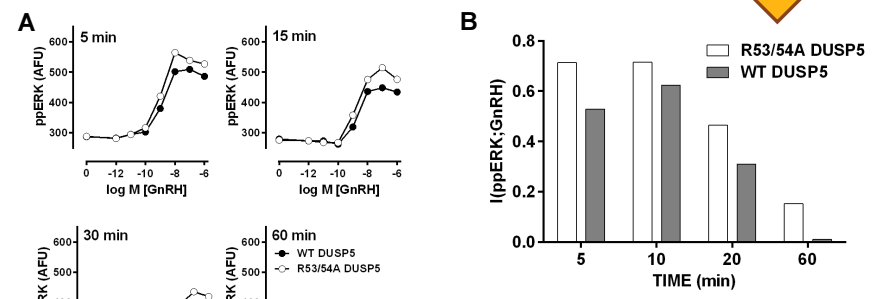 A
5 min
ppERK (AFU)
600
500
400
300
0 -12 -10 -8 -6
log M [GnRH]
15 min
ppERK (AFU)
600
500
400
300
0 -12 -10 -8 -6
log M [GnRH]
30 min
600
500
60 min
WT DUSP5
R53/54A DUSP5
600
500
B
R53/54A DUSP5
WT DUSP5
I(ppERK;GnRH)
0.8
0.6
0.4
0.2
0.0
5 10 20 60
TIME (min)